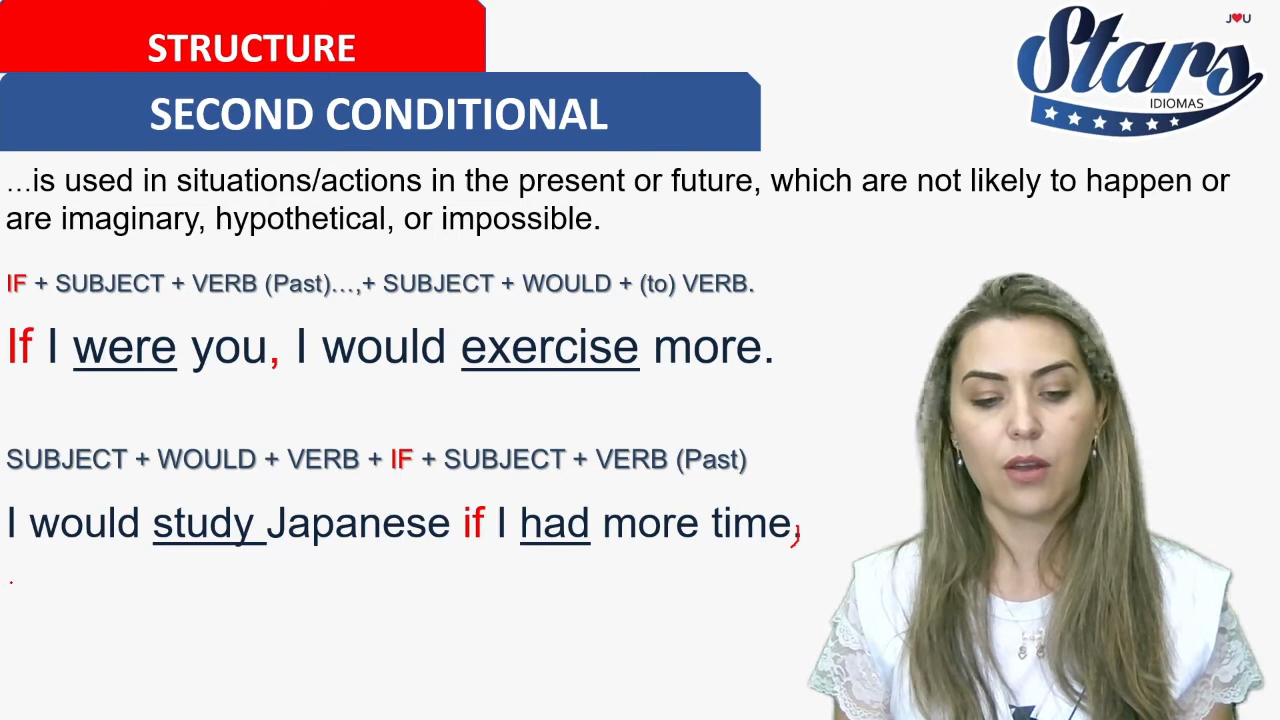 STRUCTURE
J♥U
Stars
IDIOMAS
SECOND CONDITIONAL
...is used in situations/actions in the present or future, which are not likely to happen or
are imaginary, hypothetical, or impossible.
IF + SUBJECT + VERB (Past)...,+ SUBJECT + WOULD + (to) VERB.
If I were you, I would exercise more.
SUBJECT + WOULD + VERB + IF + SUBJECT + VERB (Past)
I would study Japanese if I had more time,